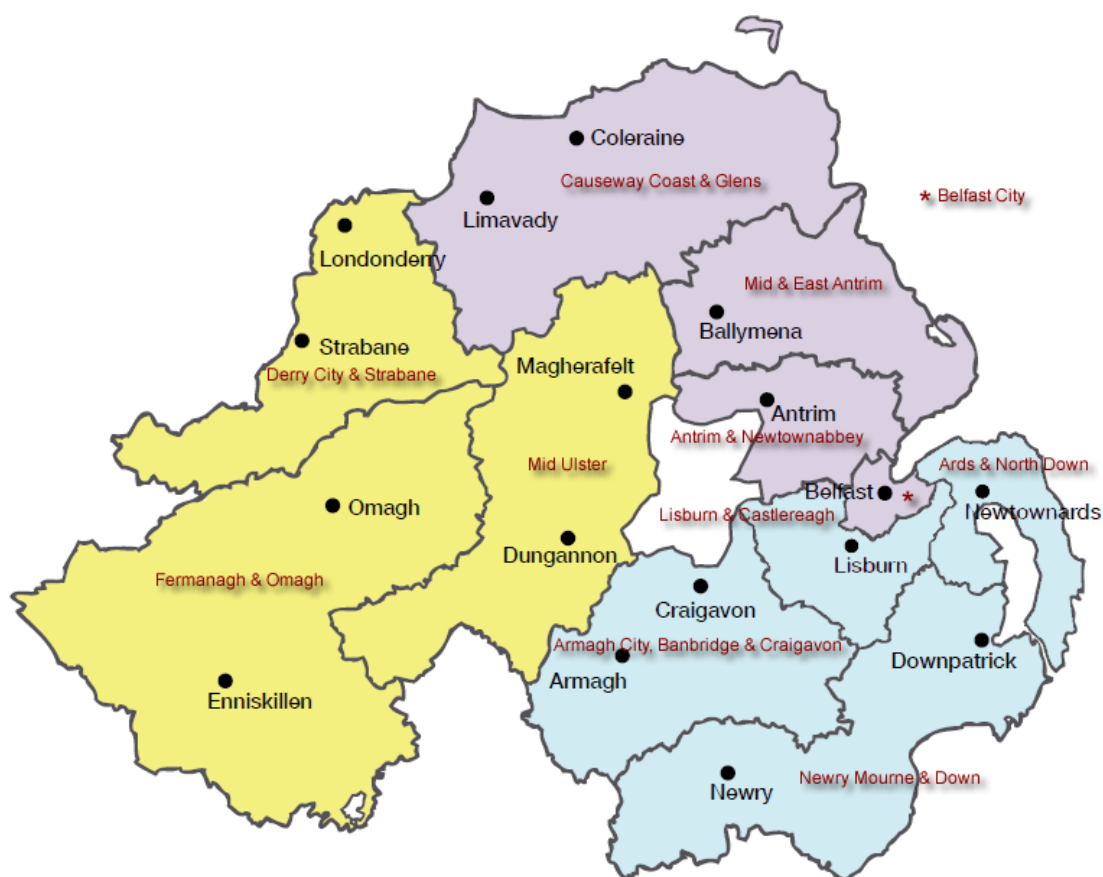 Coleraine
Causeway Coast & Glens
* Belfast City
Limavady
Londonderry
Mid & East Antrim
Ballymena
Strabane
Magherafelt
Derry City & Strabane
Antrim
Antrim & Newtownabbey
Mid Ulster
Ards & North Down
Belfast *
Omagh
Lisburn & Castlereagh
Newtownards
Dungannon
Lisburn
Fermanagh & Omagh
Craigavon
Armagh City, Banbridge & Craigavon
Downpatrick
Armagh
Enniskillen
Newry Mourne & Down
Newry